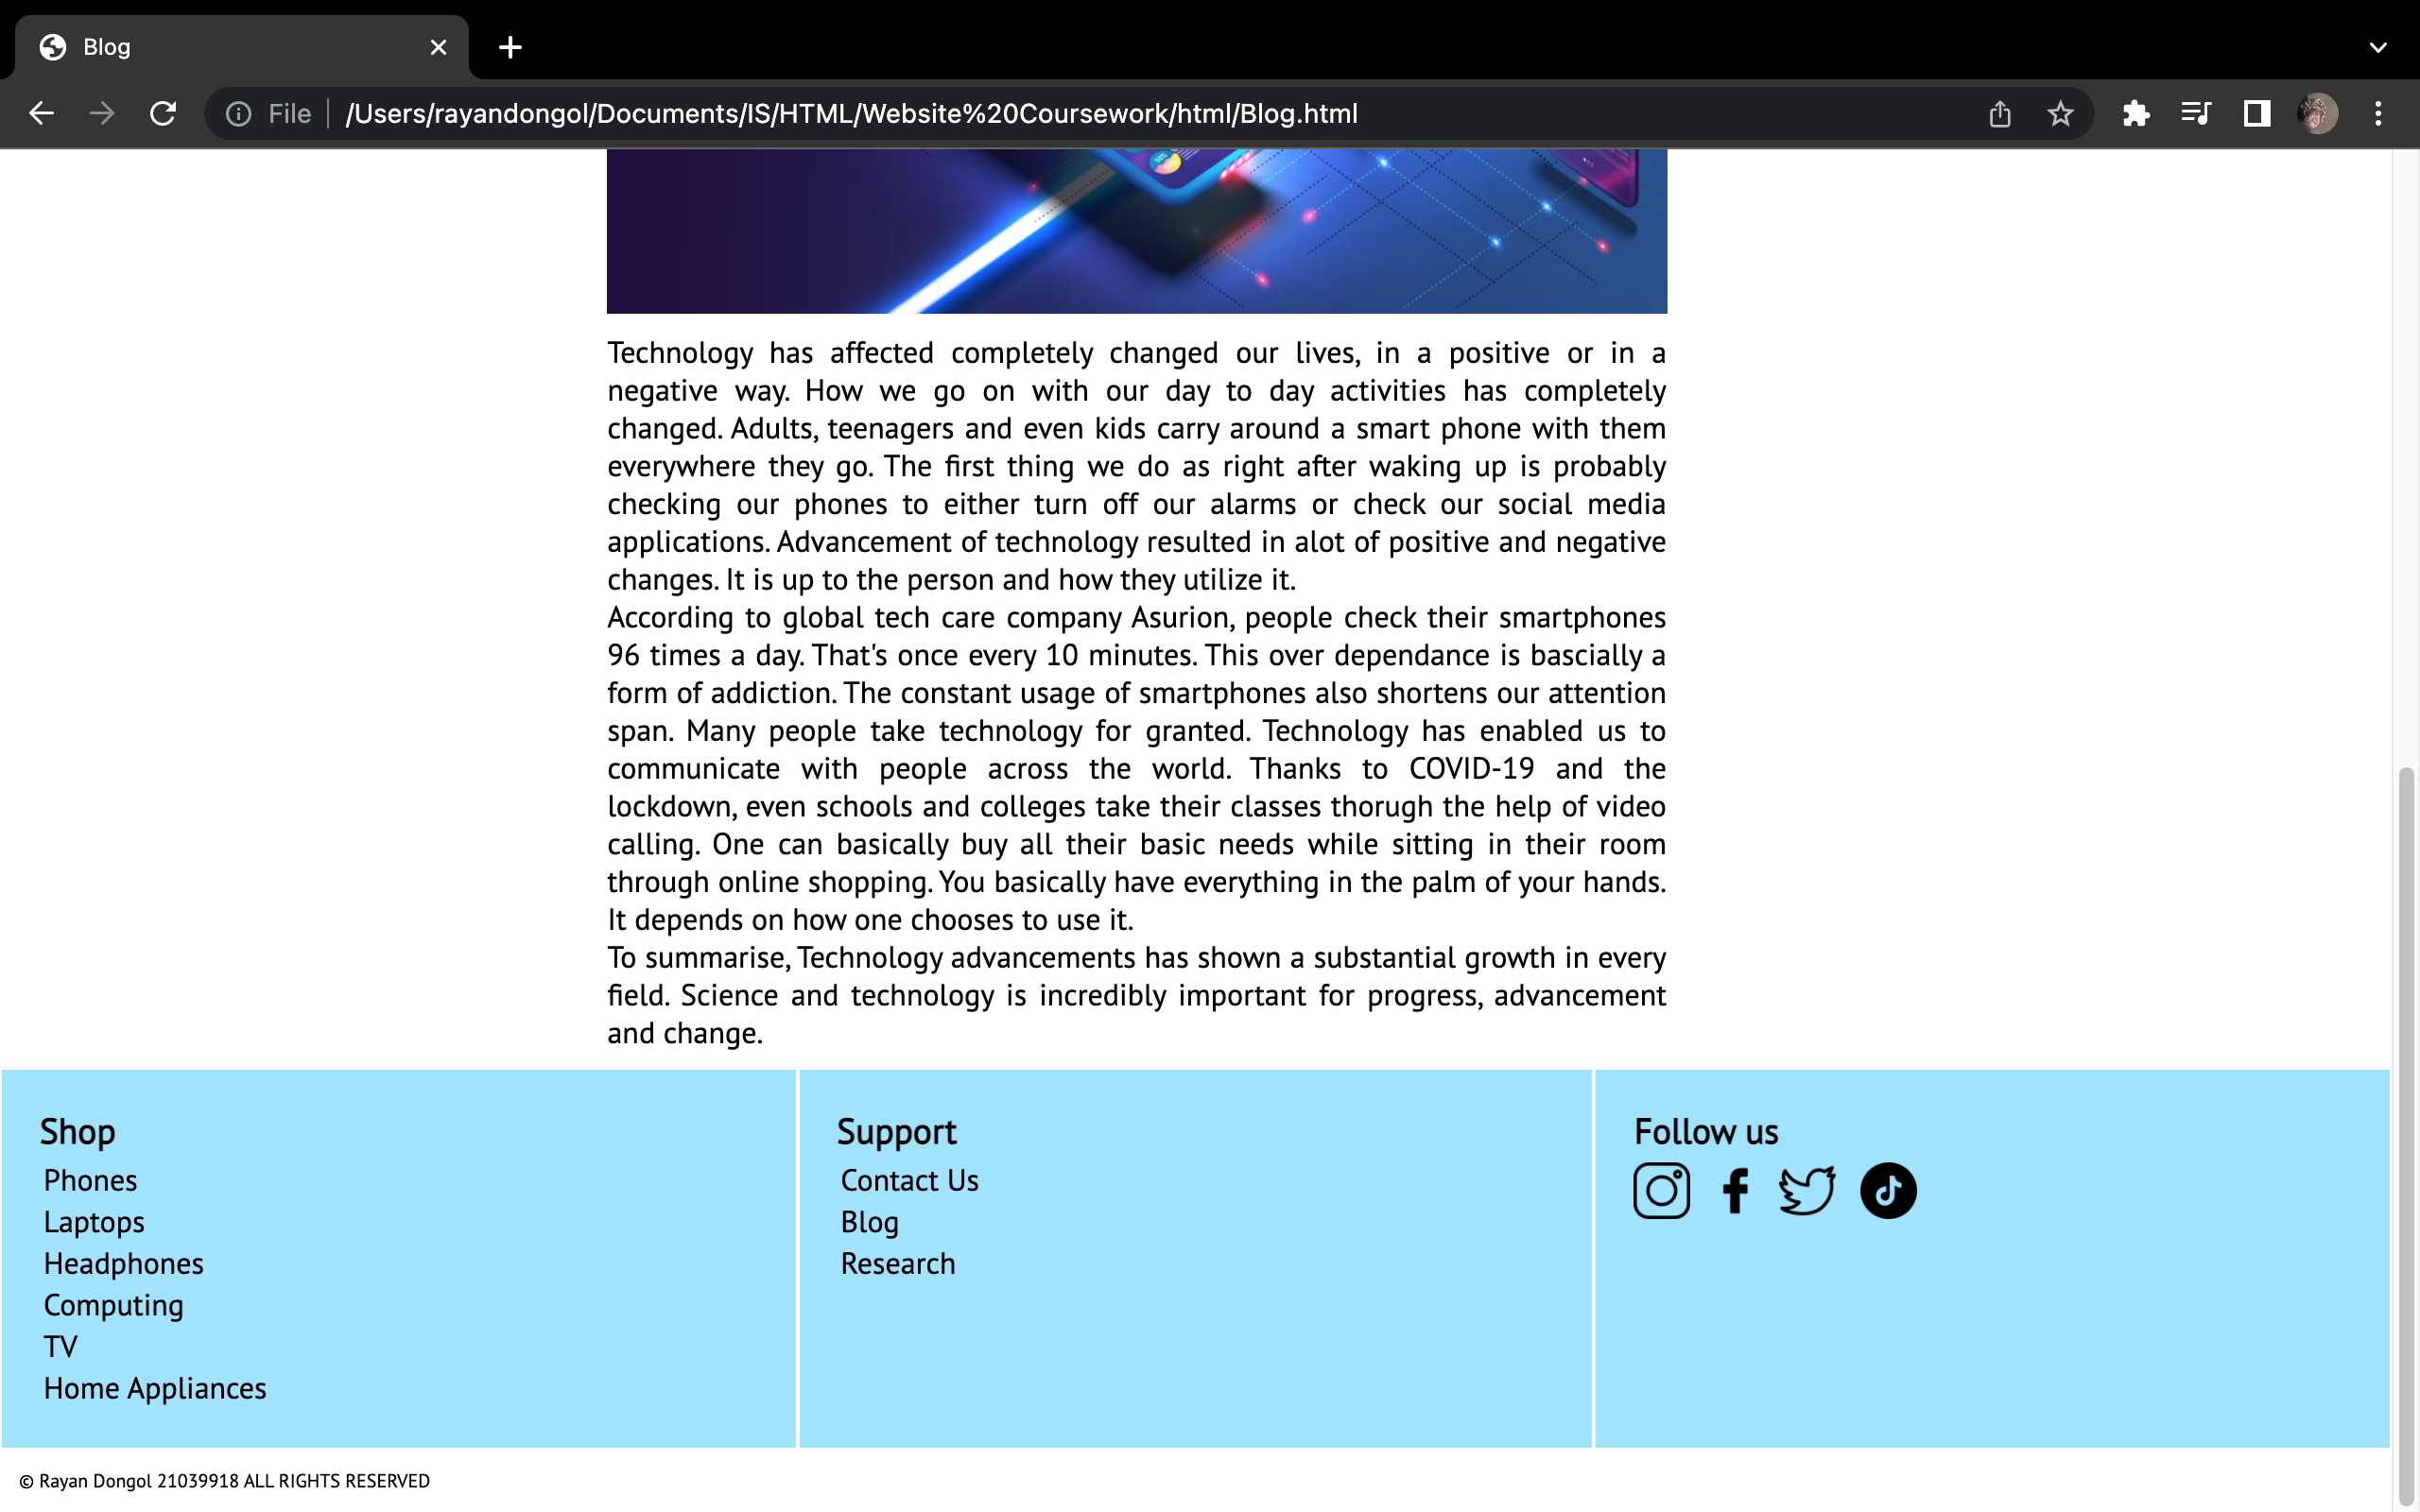 Blog
File
/Users/rayandongol/Documents/IS/HTML/Website%20Coursework/html/Blog.html
Technology has affected completely changed our lives, in a positive or in a
negative way. How we go on with our day to day activities has completely
changed. Adults, teenagers and even kids carry around a smart phone with them
everywhere they go. The first thing we do as right after waking up is probably
checking our phones to either turn off our alarms or check our social media
applications. Advancement of technology resulted in alot of positive and negative
changes. It is up to the person and how they utilize it.
According to global tech care company Asurion, people check their smartphones
96 times a day. That's once every 10 minutes. This over dependance is bascially a
form of addiction. The constant usage of smartphones also shortens our attention
span. Many people take technology for granted. Technology has enabled us to
communicate with people across the world. Thanks to COVID-19 and the
lockdown, even schools and colleges take their classes thorugh the help of video
calling. One can basically buy all their basic needs while sitting in their room
through online shopping. You basically have everything in the palm of your hands.
It depends on how one chooses to use it.
To summarise, Technology advancements has shown a substantial growth in every
field. Science and technology is incredibly important for progress, advancement
and change.
Shop
Phones
Laptops
Headphones
Computing
TV
Home Appliances
Support
Contact Us
Blog
Research
Follow us
© Rayan Dongol 21039918 ALL RIGHTS RESERVED